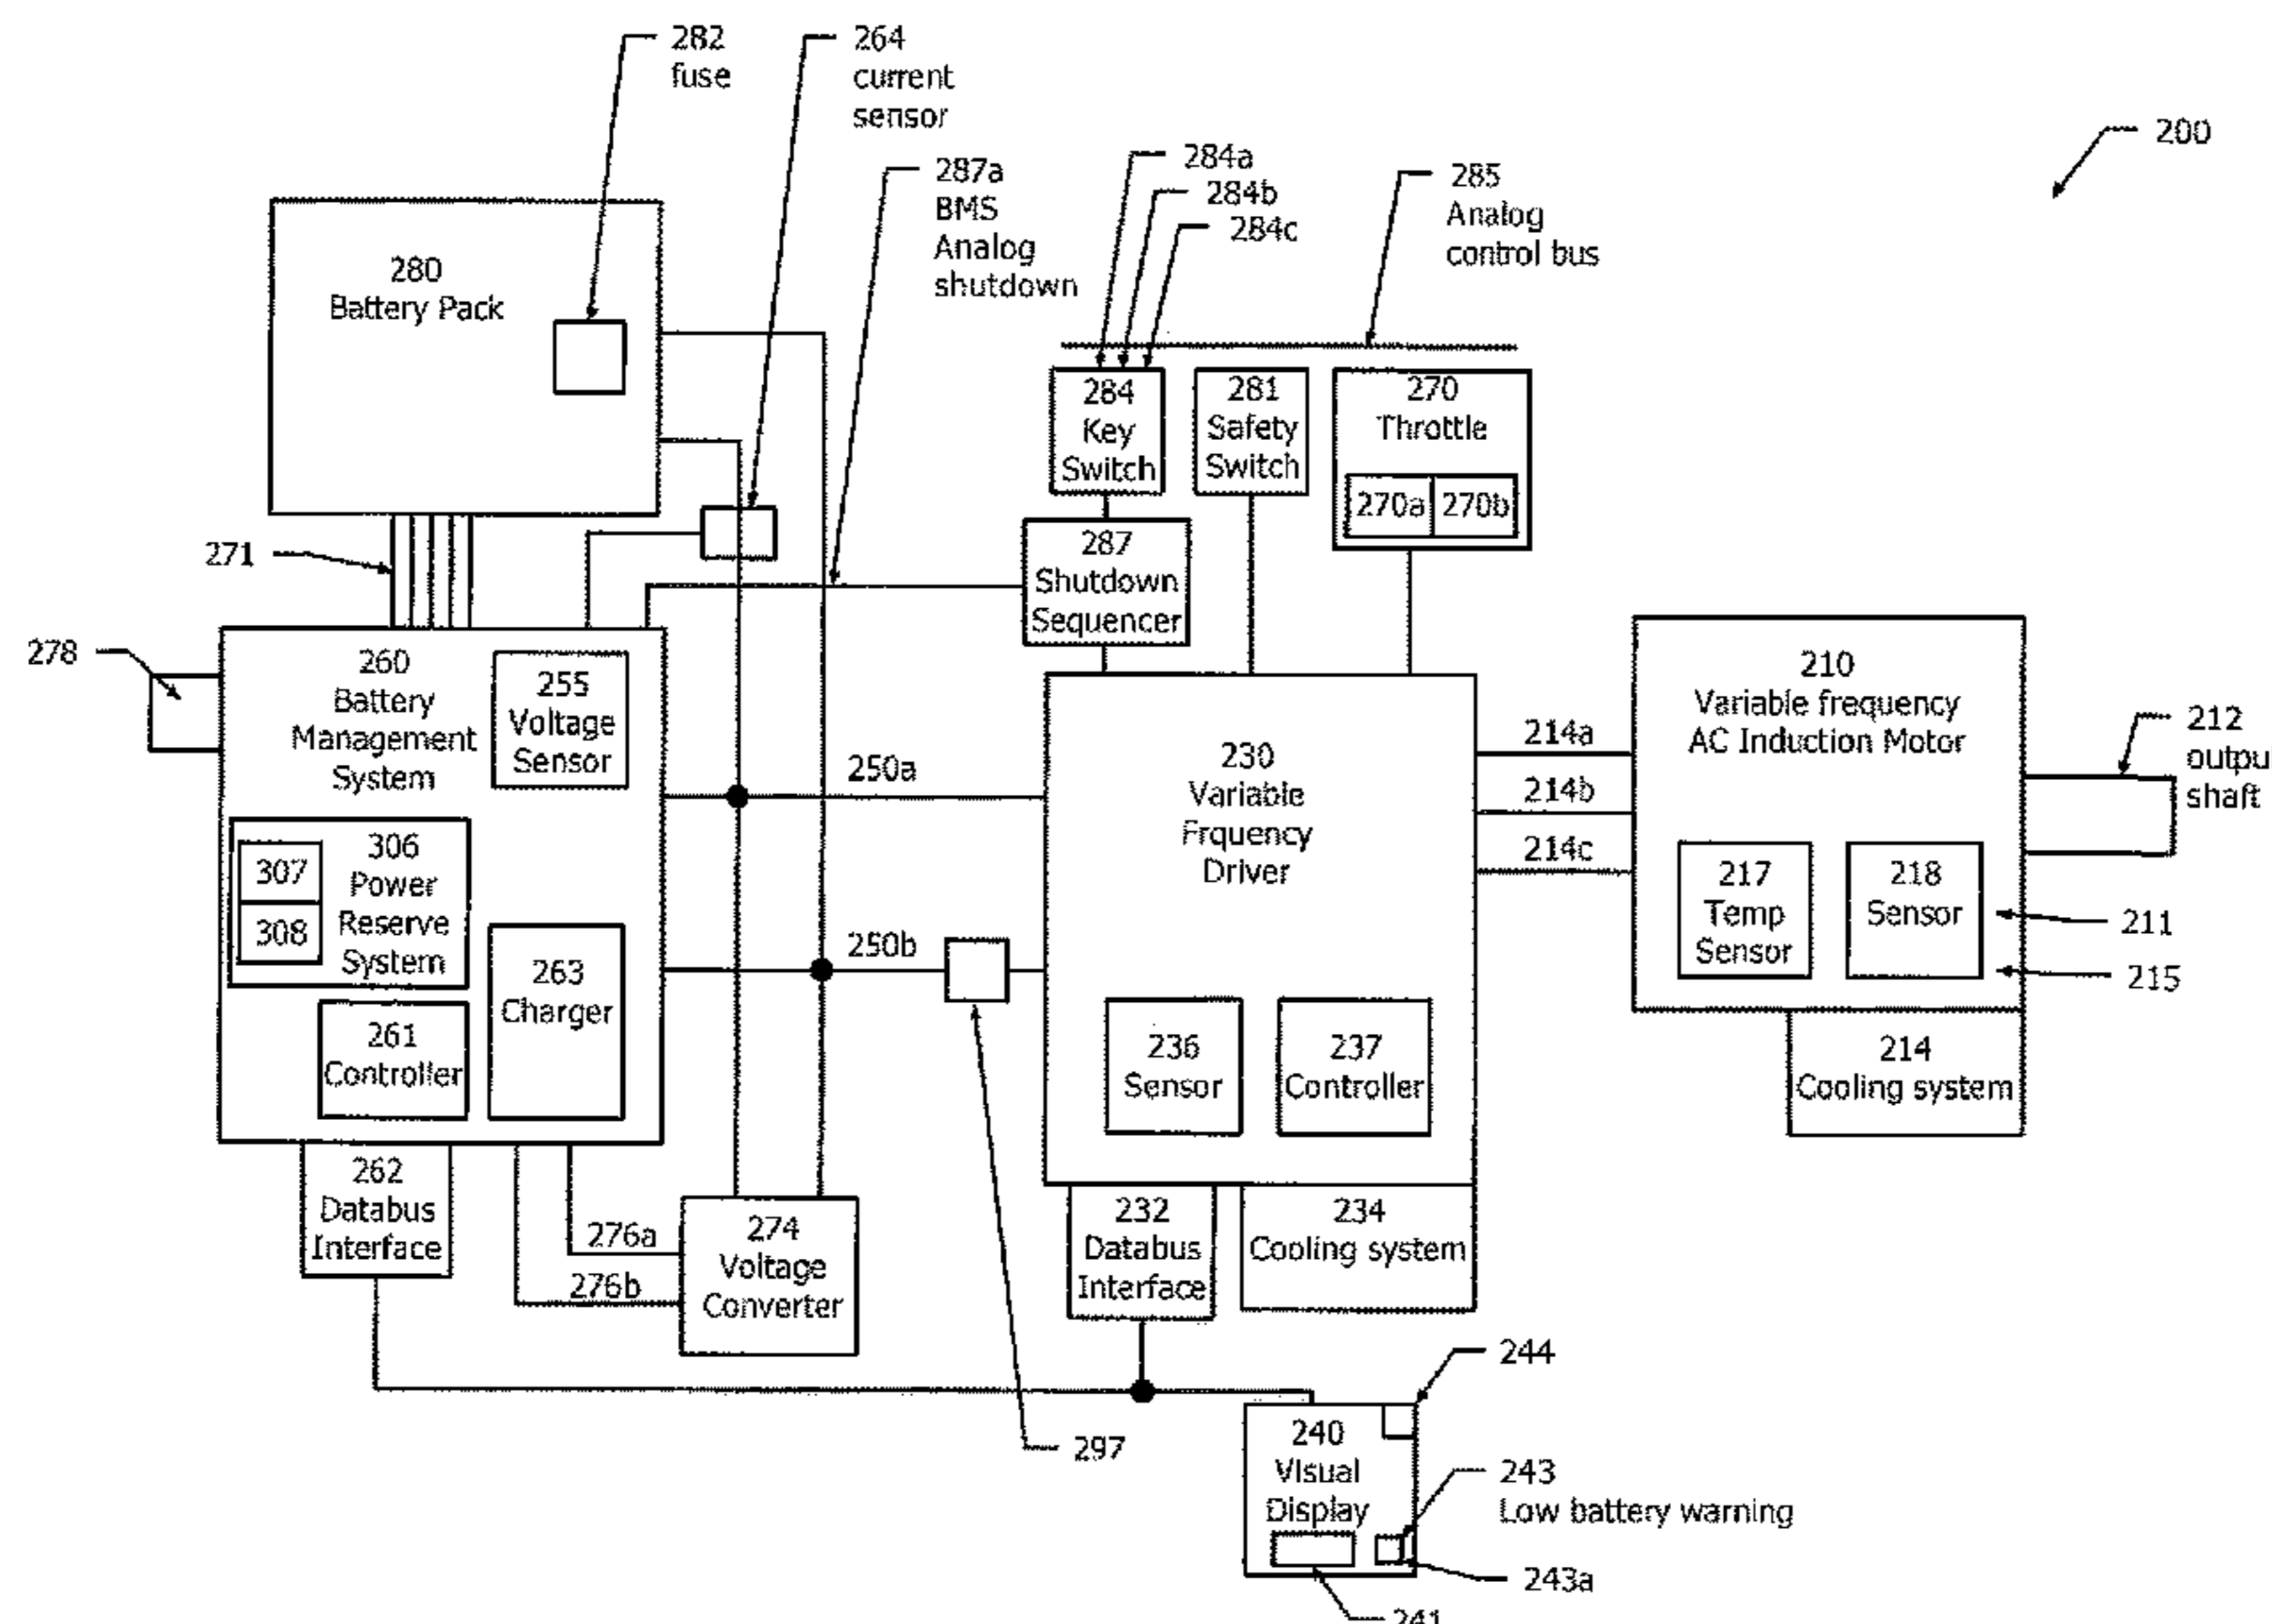 282
fuse
264
current
sensor
287a
BMS
Analog
shutdown
284a
284b
284c
285
Analog
control bus
200
280
Battery Pack
284
Key
Switch
281
Safety
Switch
270
Throttle
270a 270b
271
287
Shutdown
Sequencer
278
260
Battery
Management
System
255
Voltage
Sensor
306
Power
Reserve
System
307
308
261
Controller
263
Charger
250a
250b
230
Variable
Frquency
Driver
236
Sensor
237
Controller
214a
214b
214c
210
Variable frequency
AC Induction Motor
217
Temp
Sensor
218
Sensor
212
outpu
shaft
211
215
214
Cooling system
262
Databus
Interface
276a
276b
274
Voltage
Converter
232
Databus
Interface
234
Cooling system
297
240
Visual
Display
244
243
Low battery warning
243a
241